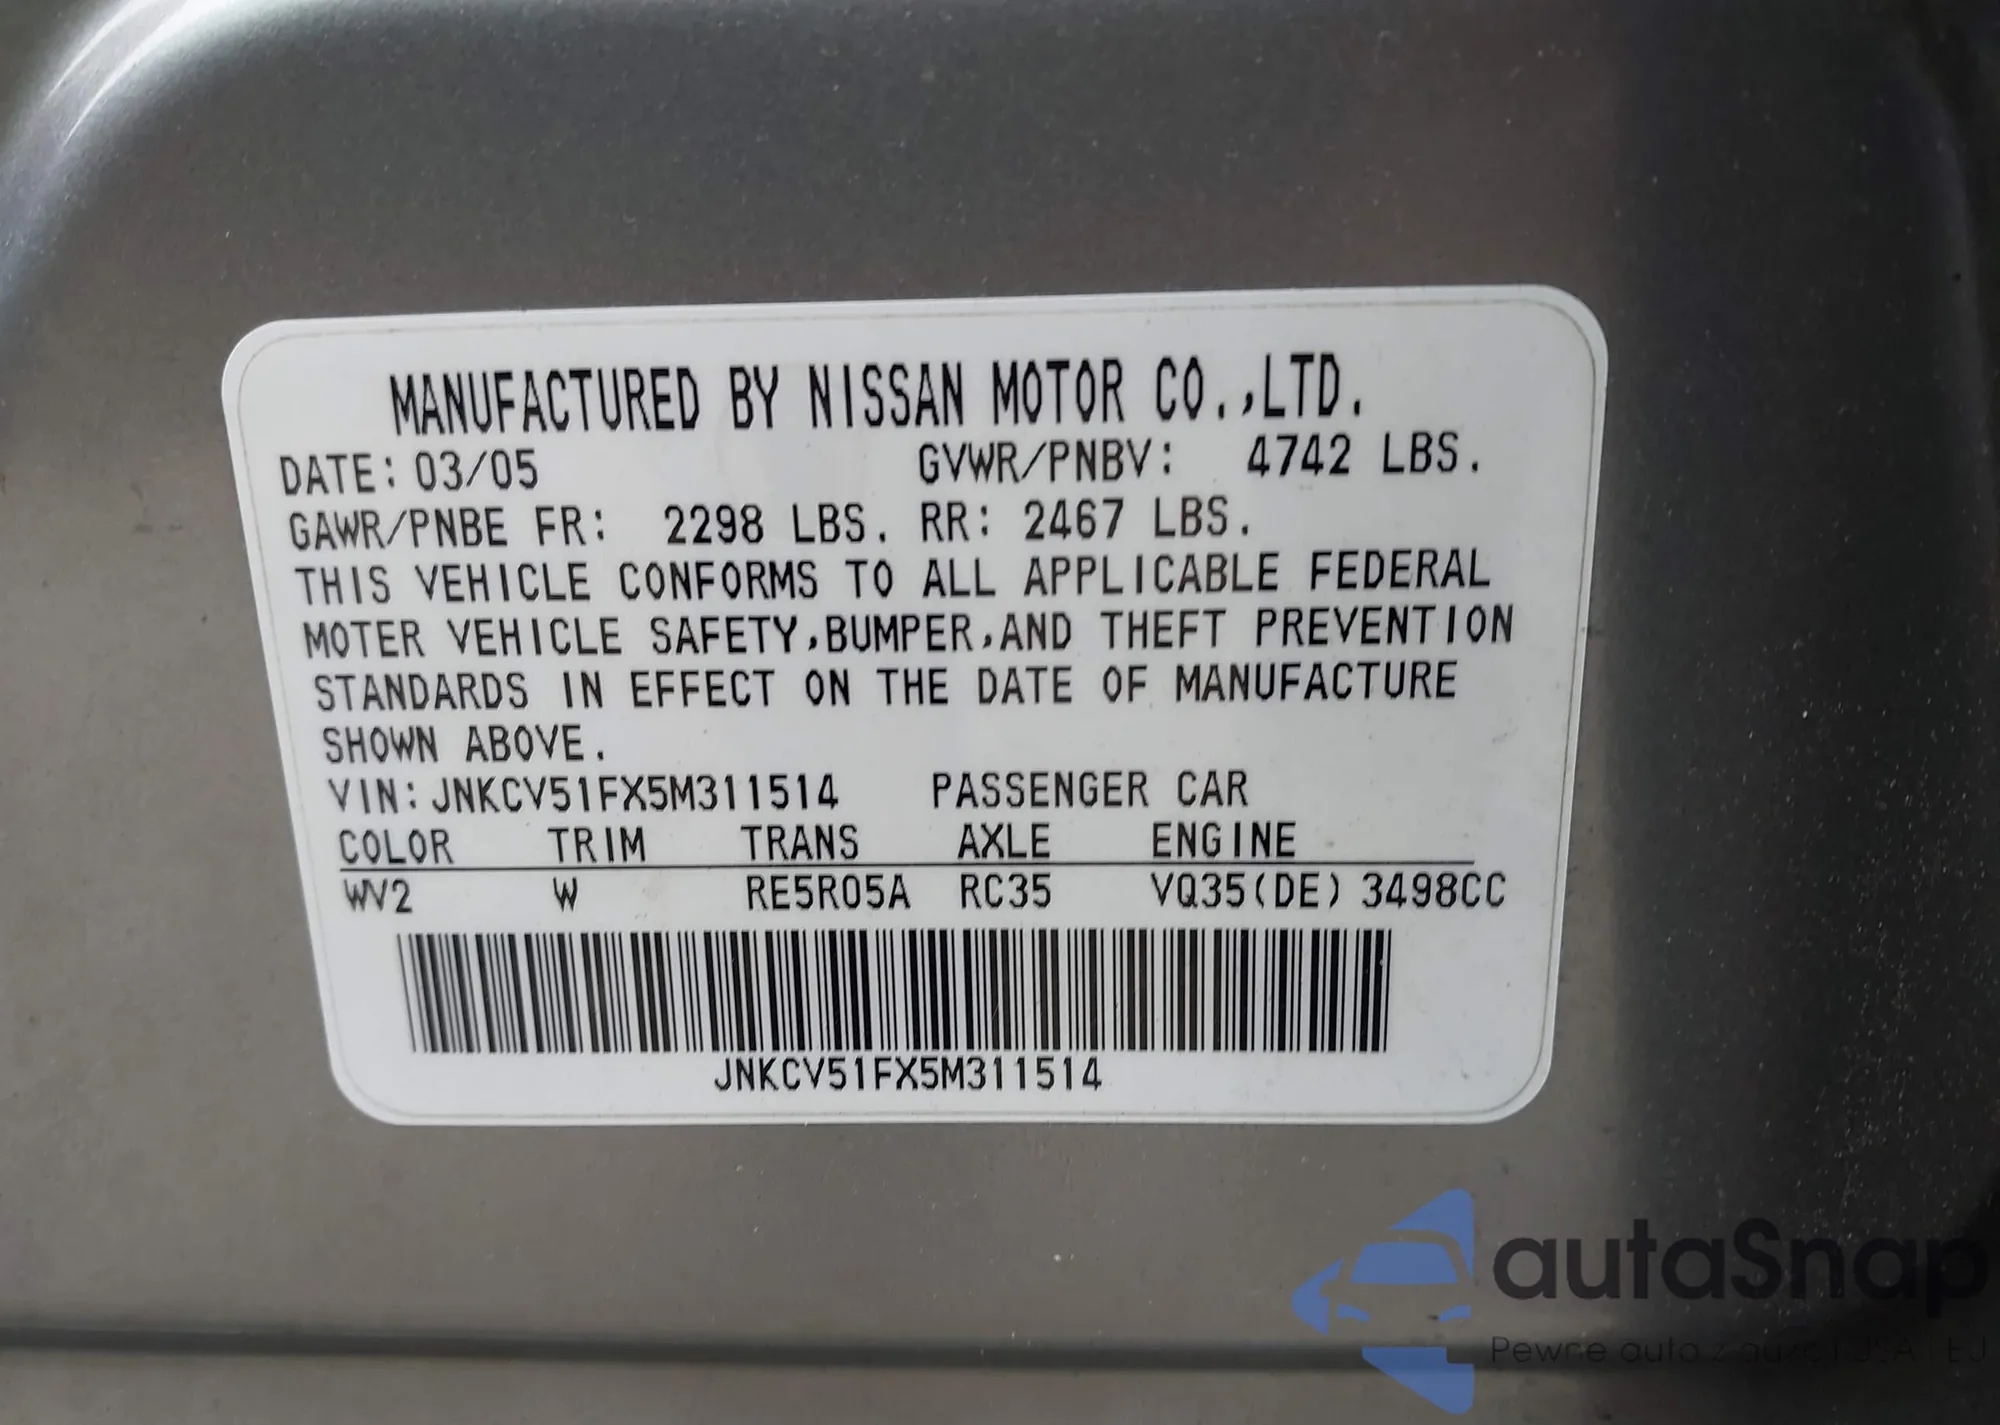 MANUFACTURED BY NISSAN MOTOR CO.,LTD.
DATE: 03/05 GVWR/PNBV: 4742 LBS.
GAWR/PNBE FR: 2298 LBS. RR: 2467 LBS.
THIS VEHICLE CONFORMS TO ALL APPLICABLE FEDERAL
MOTER VEHICLE SAFETY,BUMPER,AND THEFT PREVENTION
STANDARDS IN EFFECT ON THE DATE OF MANUFACTURE
SHOWN ABOVE.
VIN: JNKCV51FX5M311514 PASSENGER CAR
COLOR TRIM TRANS AXLE ENGINE
WV2 W RE5R05A RC35 VQ35(DE) 3498CC
JNKCV51FX5M311514
autaSnap
Pewne auta z